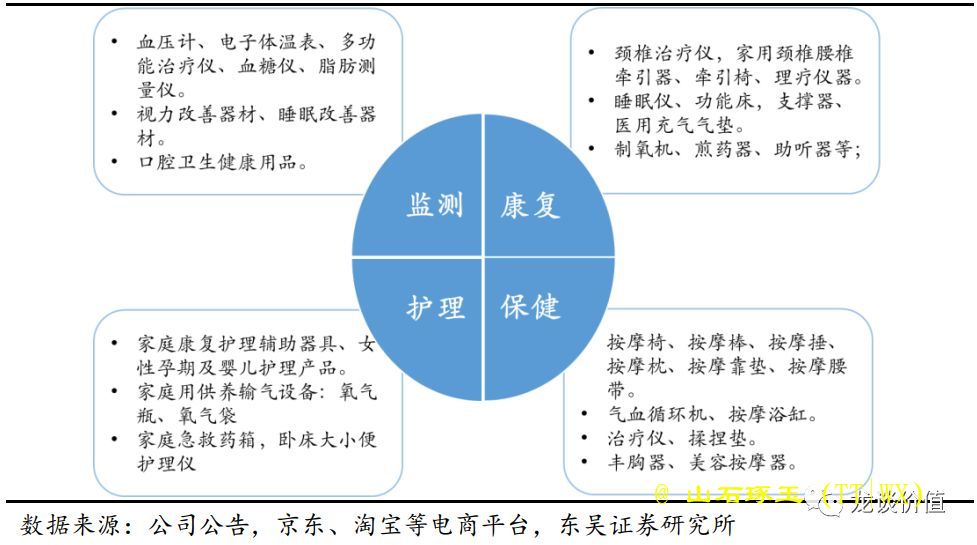 • 血压计、电子体温表、多功
能治疗仪、血糖仪、脂肪测
量仪。
• 视力改善器材、睡眠改善器
材。
• 口腔卫生健康用品。
• 颈椎治疗仪，家用颈椎腰椎
牵引器、牵引椅、理疗仪器。
• 睡眠仪、功能床，支撑器、
医用充气气垫。
• 制氧机、煎药器、助听器等；
监测
康复
护理
保健
• 家庭康复护理辅助器具、女
性孕期及婴儿护理产品。
• 家庭用供养输气设备：氧气
瓶、氧气袋
• 家庭急救药箱，卧床大小便
护理仪
按摩椅、按摩棒、按摩捶、
按摩枕、按摩靠垫、按摩腰
带。
• 气血循环机、按摩浴缸。
• 治疗仪、揉捏垫。
• 丰胸器、美容按摩器。
@ 山石琢玉 (TT|WX)
龙谈价值
数据来源：公司公告，京东、淘宝等电商平台，东吴证券研究所